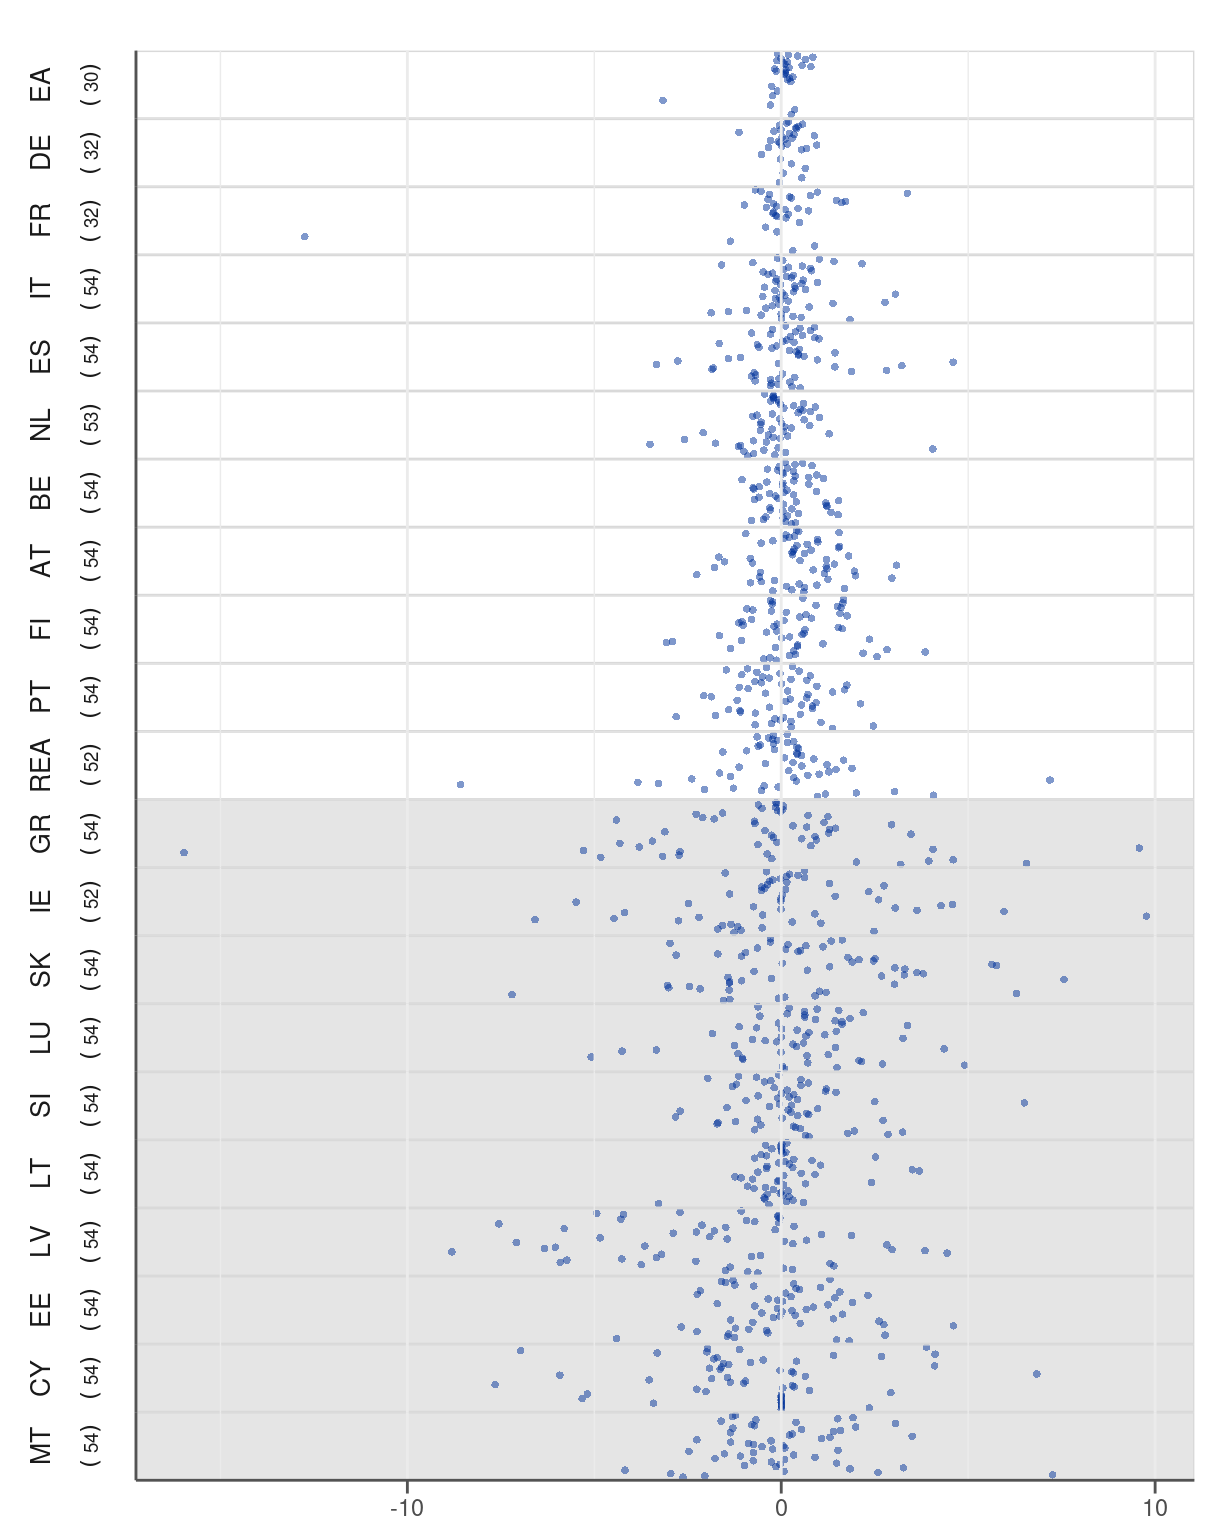 EA ( 30)
DE ( 32)
FR ( 32)
IT ( 54)
ES ( 54)
NL ( 53)
BE ( 54)
AT ( 54)
FI ( 54)
PT ( 54)
REA ( 52)
GR ( 54)
IE ( 52)
SK ( 54)
LU ( 54)
SI ( 54)
LT ( 54)
LV ( 54)
EE ( 54)
CY ( 54)
MT ( 54)
-10 0 10